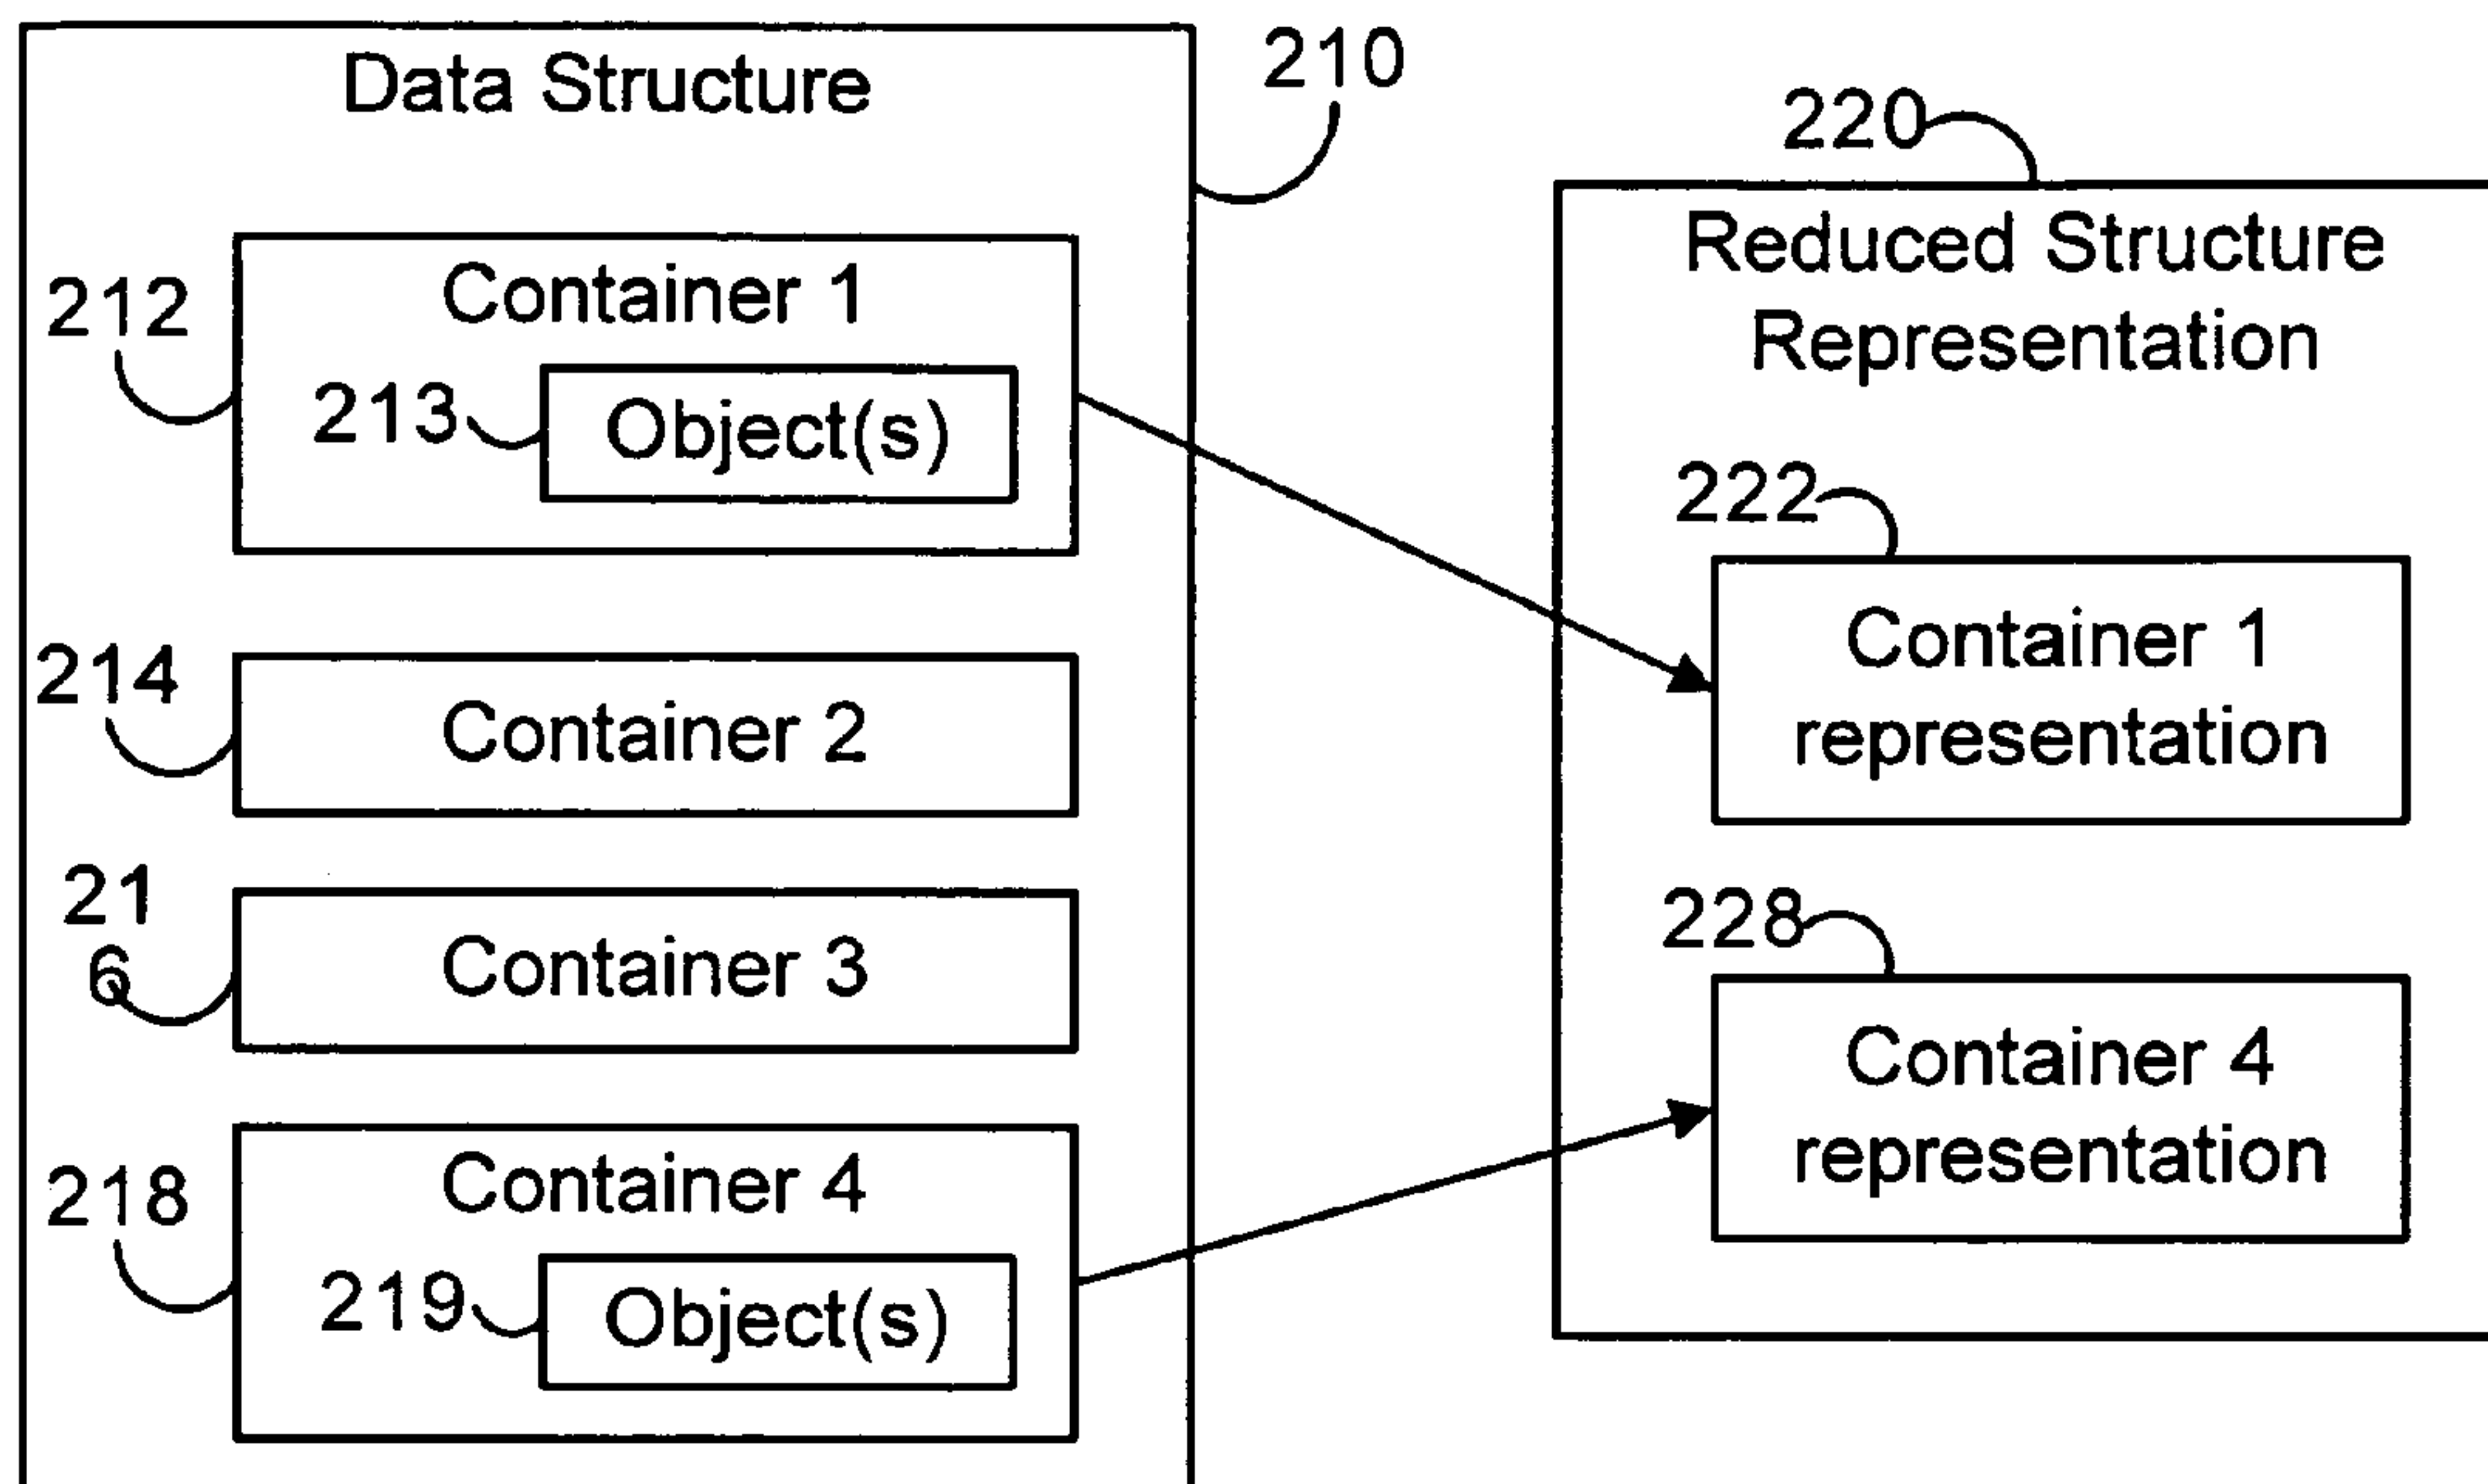 Data Structure
210
212
Container 1
213
Object(s)
214
Container 2
21
6
Container 3
218
Container 4
219
Object(s)
220
Reduced Structure
Representation
222
Container 1
representation
228
Container 4
representation